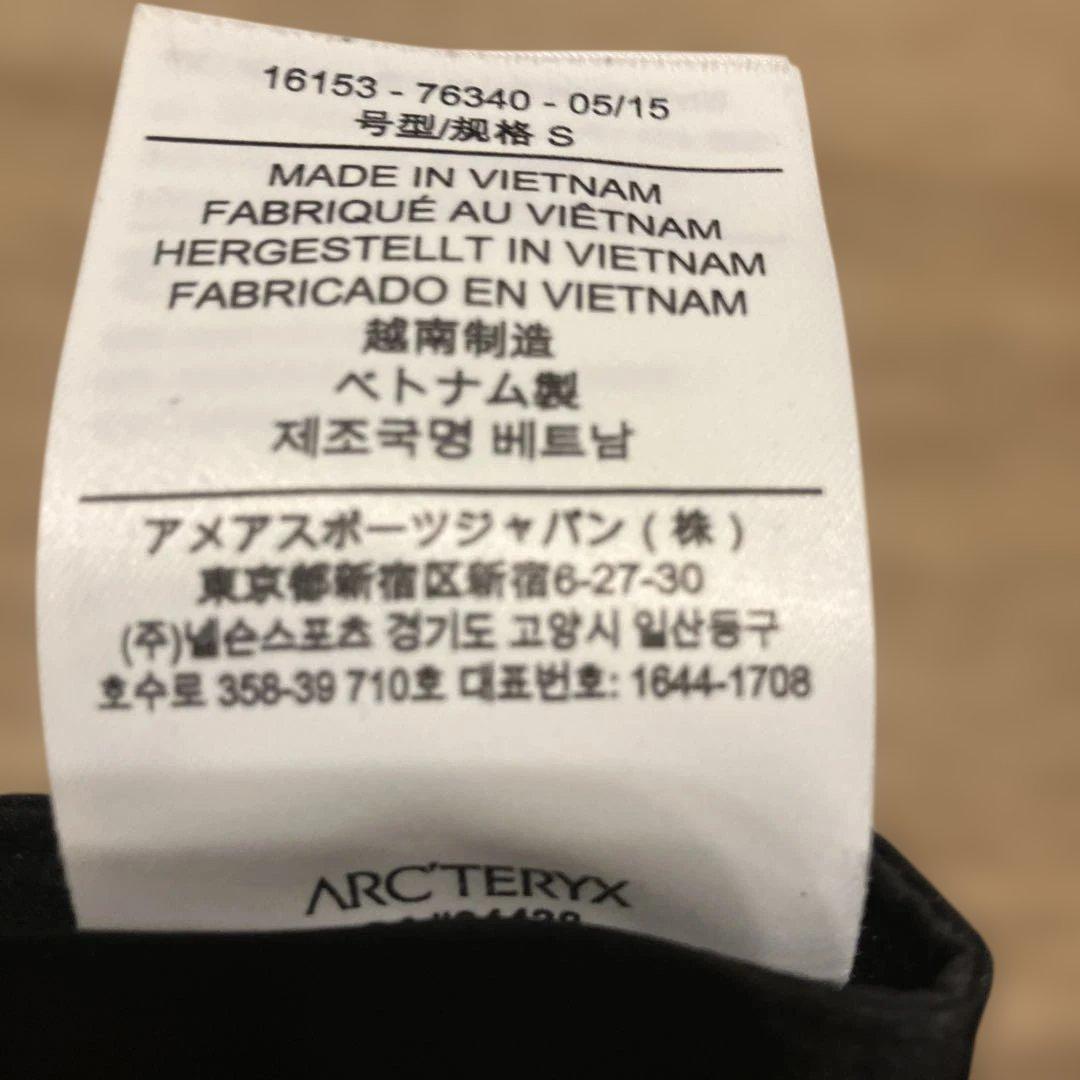 16153 - 76340 - 05/15
号型/规格 S
MADE IN VIETNAM
FABRIQUÉ AU VIÊTNAM
HERGESTELLT IN VIETNAM
FABRICADO EN VIETNAM
越南制造
ベトナム製
제조국명 베트남
アメアスポーツジャパン ( 株 )
東京都新宿区新宿6-27-30
(주)넬슨스포츠 경기도 고양시 일산동구
호수로 358-39 710호 대표번호: 1644-1708
ARC'TERYX